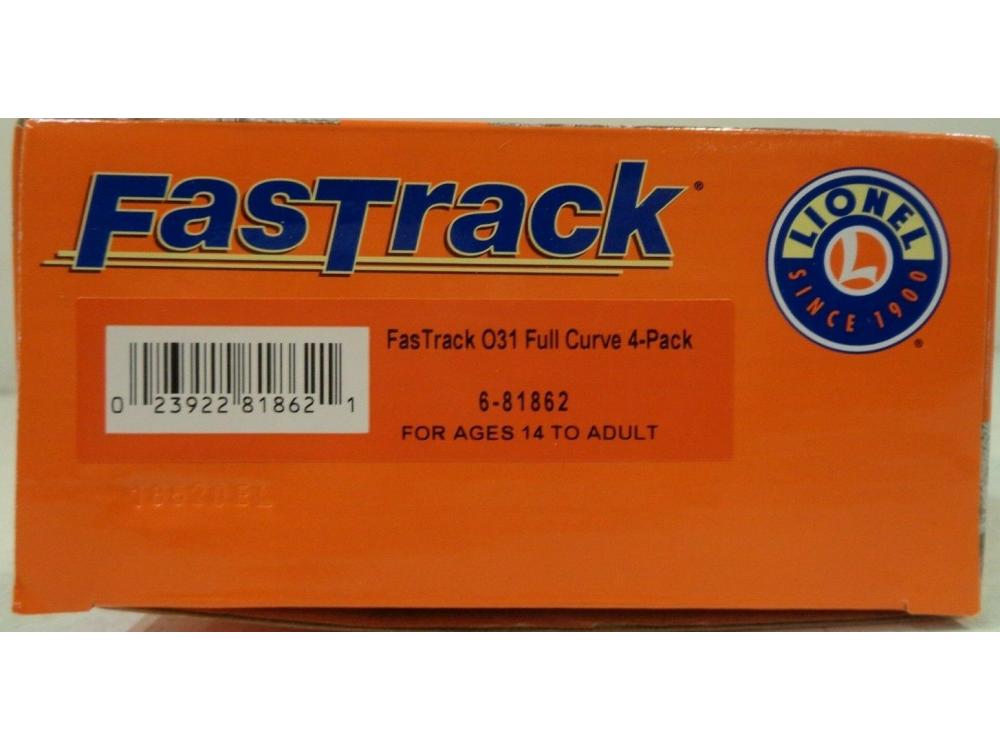 FasTrack®
LIONEL
SINCE 1900
®
FasTrack O31 Full Curve 4-Pack
0 23922 81862 1
6-81862
FOR AGES 14 TO ADULT